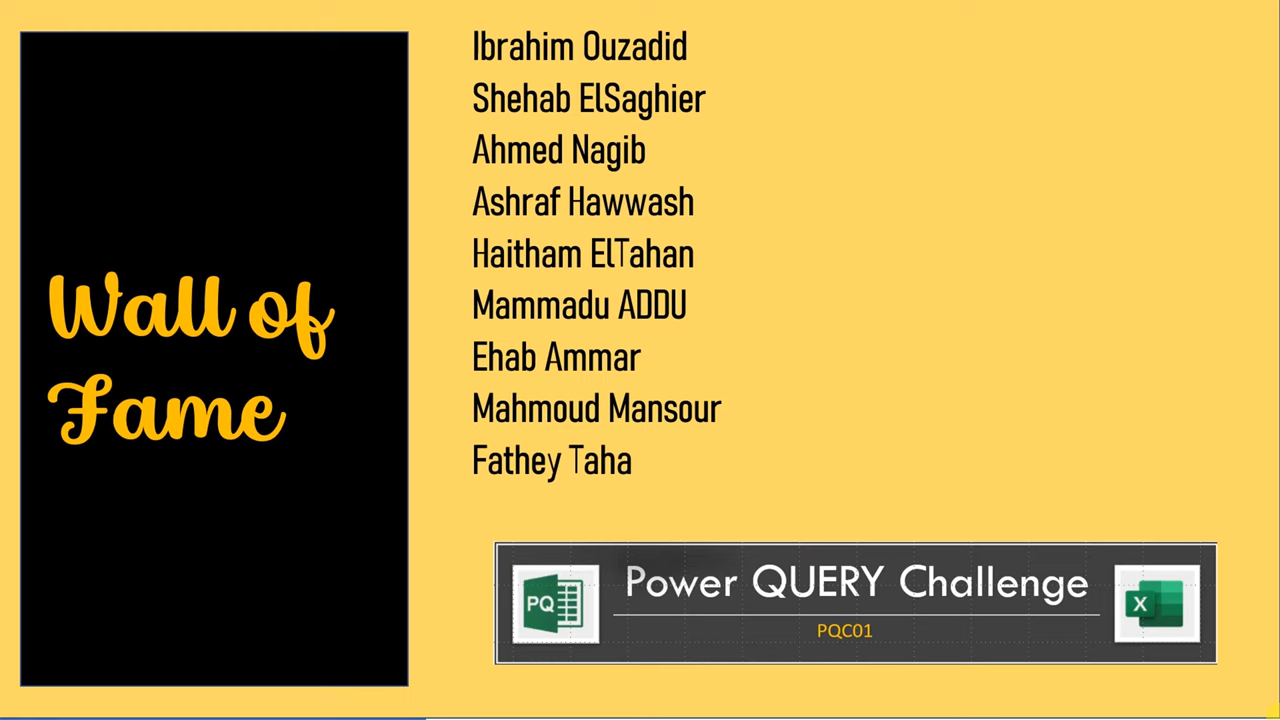 Wall of
Fame
Ibrahim Ouzadid
Shehab ElSaghier
Ahmed Nagib
Ashraf Hawwash
Haitham ElTahan
Mammadu ADDU
Ehab Ammar
Mahmoud Mansour
Fathey Taha
PQ
Power QUERY Challenge
PQC01
X